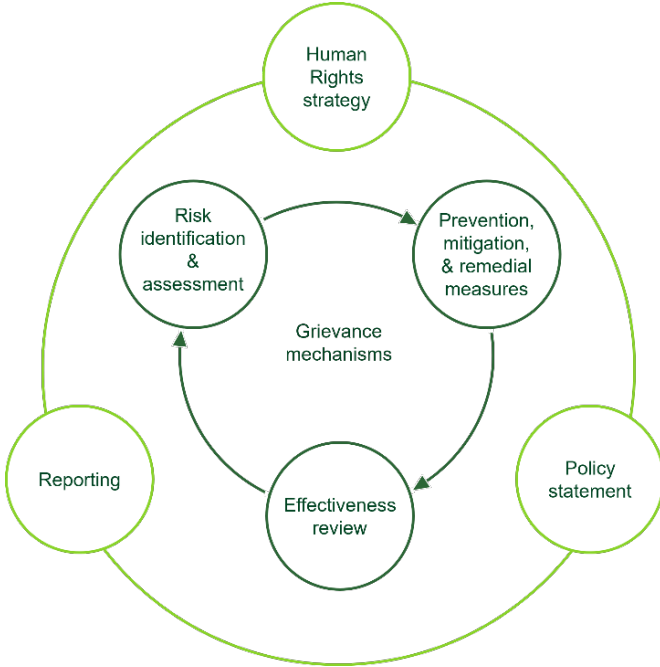 Human
Rights
strategy
Risk
identification
&
assessment
Prevention,
mitigation,
& remedial
measures
Grievance
mechanisms
Reporting
Policy
statement
Effectiveness
review